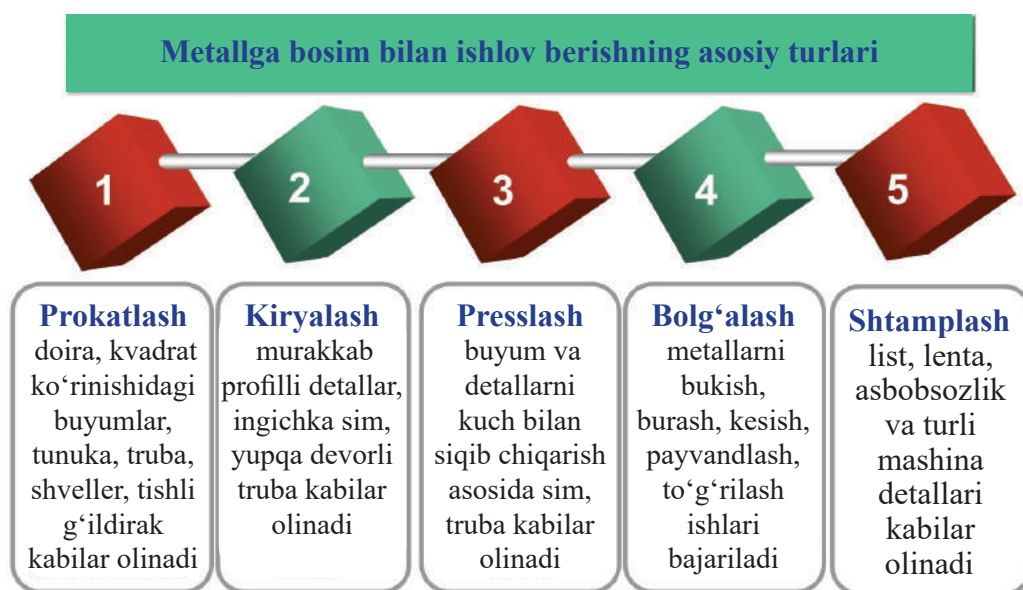 Metallga bosim bilan ishlov berishning asosiy turlari
1
2
3
4
5
Prokatlash
doira, kvadrat
ko‘rinishidagi
buyumlar,
tunuka, truba,
shveller, tishli
g‘ildirak
kabilar olinadi
Kiryalash
murakkab
profilli detallar,
ingichka sim,
yupqa devorli
truba kabilar
olinadi
Presslash
buyum va
detallarni
kuch bilan
siqib chiqarish
asosida sim,
truba kabilar
olinadi
Bolg‘alash
metallarni
bukish,
burash, kesish,
payvandlash,
to‘g‘rilash
ishlari
bajariladi
Shtamplash
list, lenta,
asbobsozlik
va turli
mashina
detallari
kabilar
olinadi